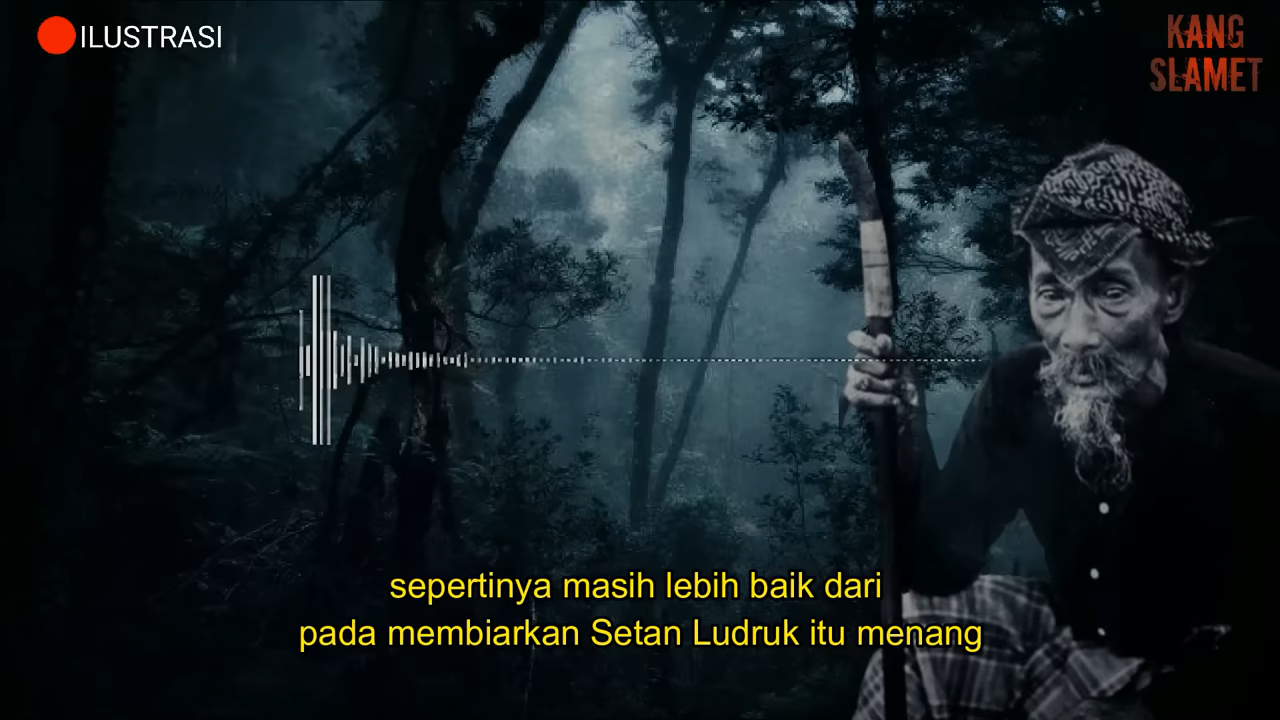 ILUSTRASI
KANG
SLAMET
sepertinya masih lebih baik dari
pada membiarkan Setan Ludruk itu menang